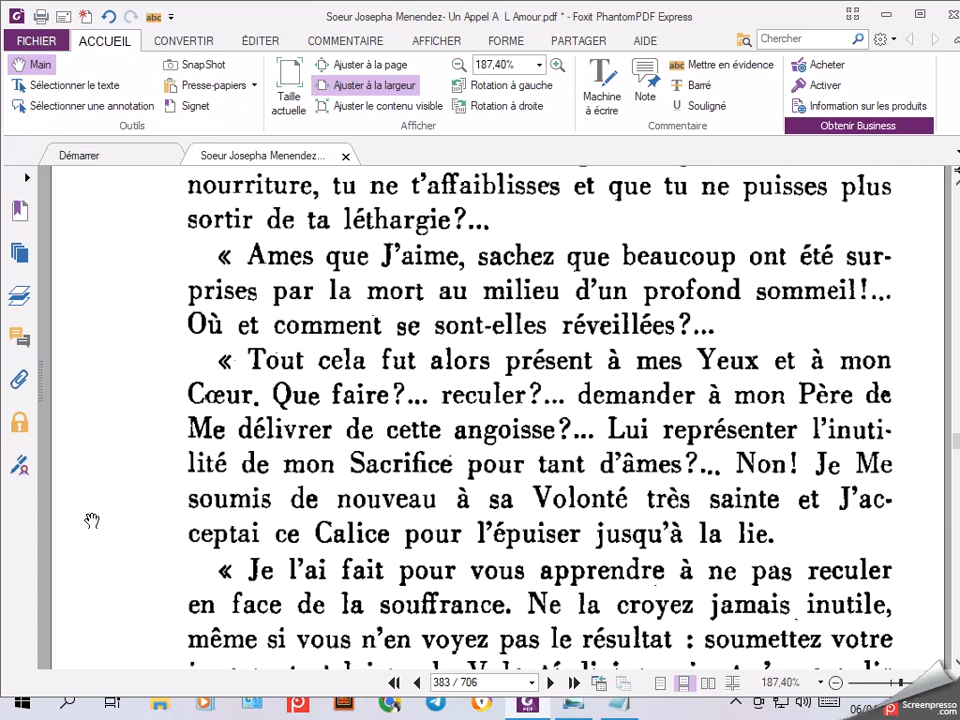 Soeur Josepha Menendez- Un Appel A L Amour.pdf * - Foxit PhantomPDF Express
FICHIER ACCUEIL CONVERTIR ÉDITER COMMENTAIRE AFFICHER FORME PARTAGER AIDE Chercher
Main SnapShot Ajuster à la page 187,40% abc Mettre en évidence Acheter
Sélectionner le texte Presse-papiers Ajuster à la largeur Rotation à gauche Barré Activer
Sélectionner une annotation Signet Taille actuelle Ajuster le contenu visible Rotation à droite Machine à écrire Note Souligné Information sur les produits
Outils Afficher Commentaire Obtenir Business
Démarrer Soeur Josepha Menendez...
nourriture, tu ne t'affaiblisses et que tu ne puisses plus
sortir de ta léthargie?...
« Ames que J'aime, sachez que beaucoup ont été sur-
prises par la mort au milieu d'un profond sommeil!...
Où et comment se sont-elles réveillées?...
« Tout cela fut alors présent à mes Yeux et à mon
Cœur. Que faire?... reculer?... demander à mon Père de
Me délivrer de cette angoisse?... Lui représenter l'inuti-
lité de mon Sacrifice pour tant d'âmes?... Non! Je Me
soumis de nouveau à sa Volonté très sainte et J'ac-
ceptai ce Calice pour l'épuiser jusqu'à la lie.
« Je l'ai fait pour vous apprendre à ne pas reculer
en face de la souffrance. Ne la croyez jamais inutile,
même si vous n'en voyez pas le résultat : soumettez votre
383 / 706 187,40%
Screenpresso
.com